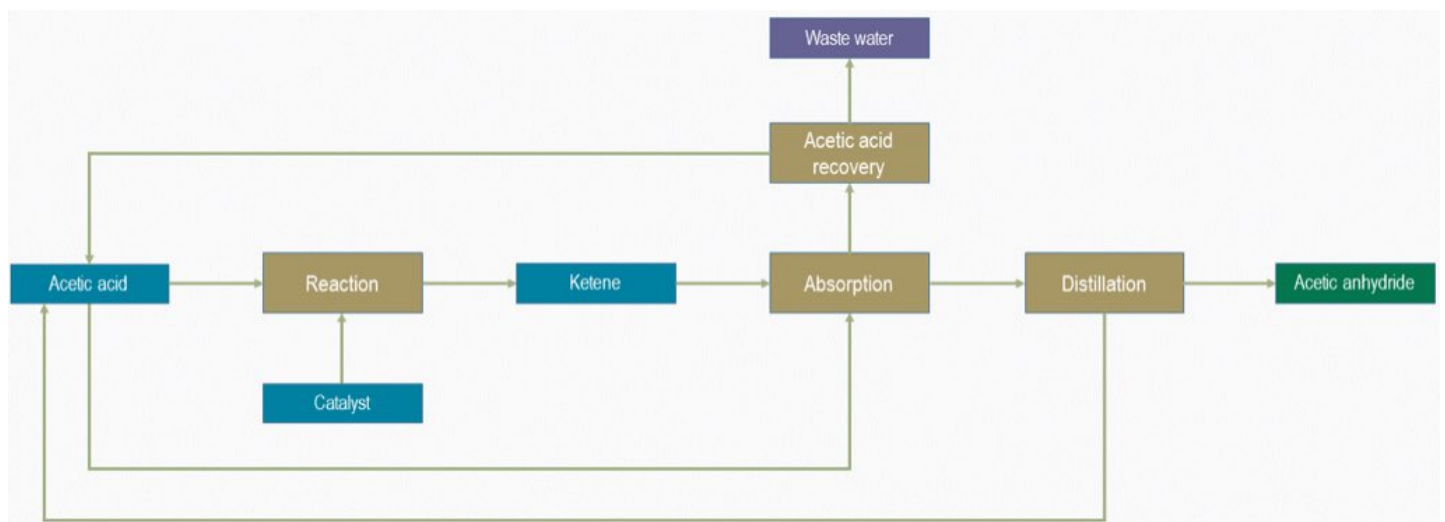 Waste water
Acetic acid
recovery
Acetic acid
Reaction
Ketene
Absorption
Distillation
Acetic anhydride
Catalyst